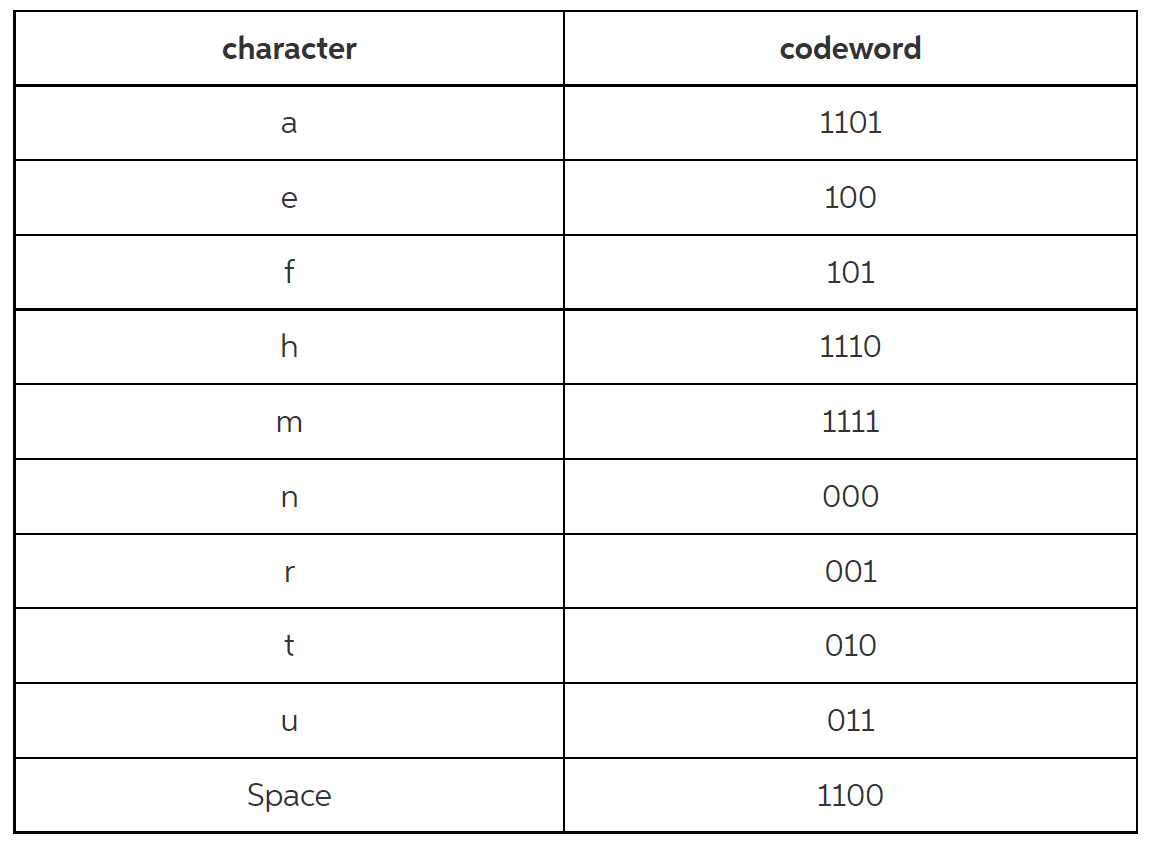 character codeword
a 1101
e 100
f 101
h 1110
m 1111
n 000
r 001
t 010
u 011
Space 1100